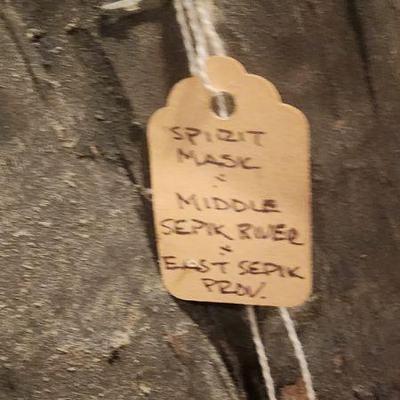 SPIRIT
MASK
:
MIDDLE
SEPIK RIVER
:
EAST SEPIK
PROV.